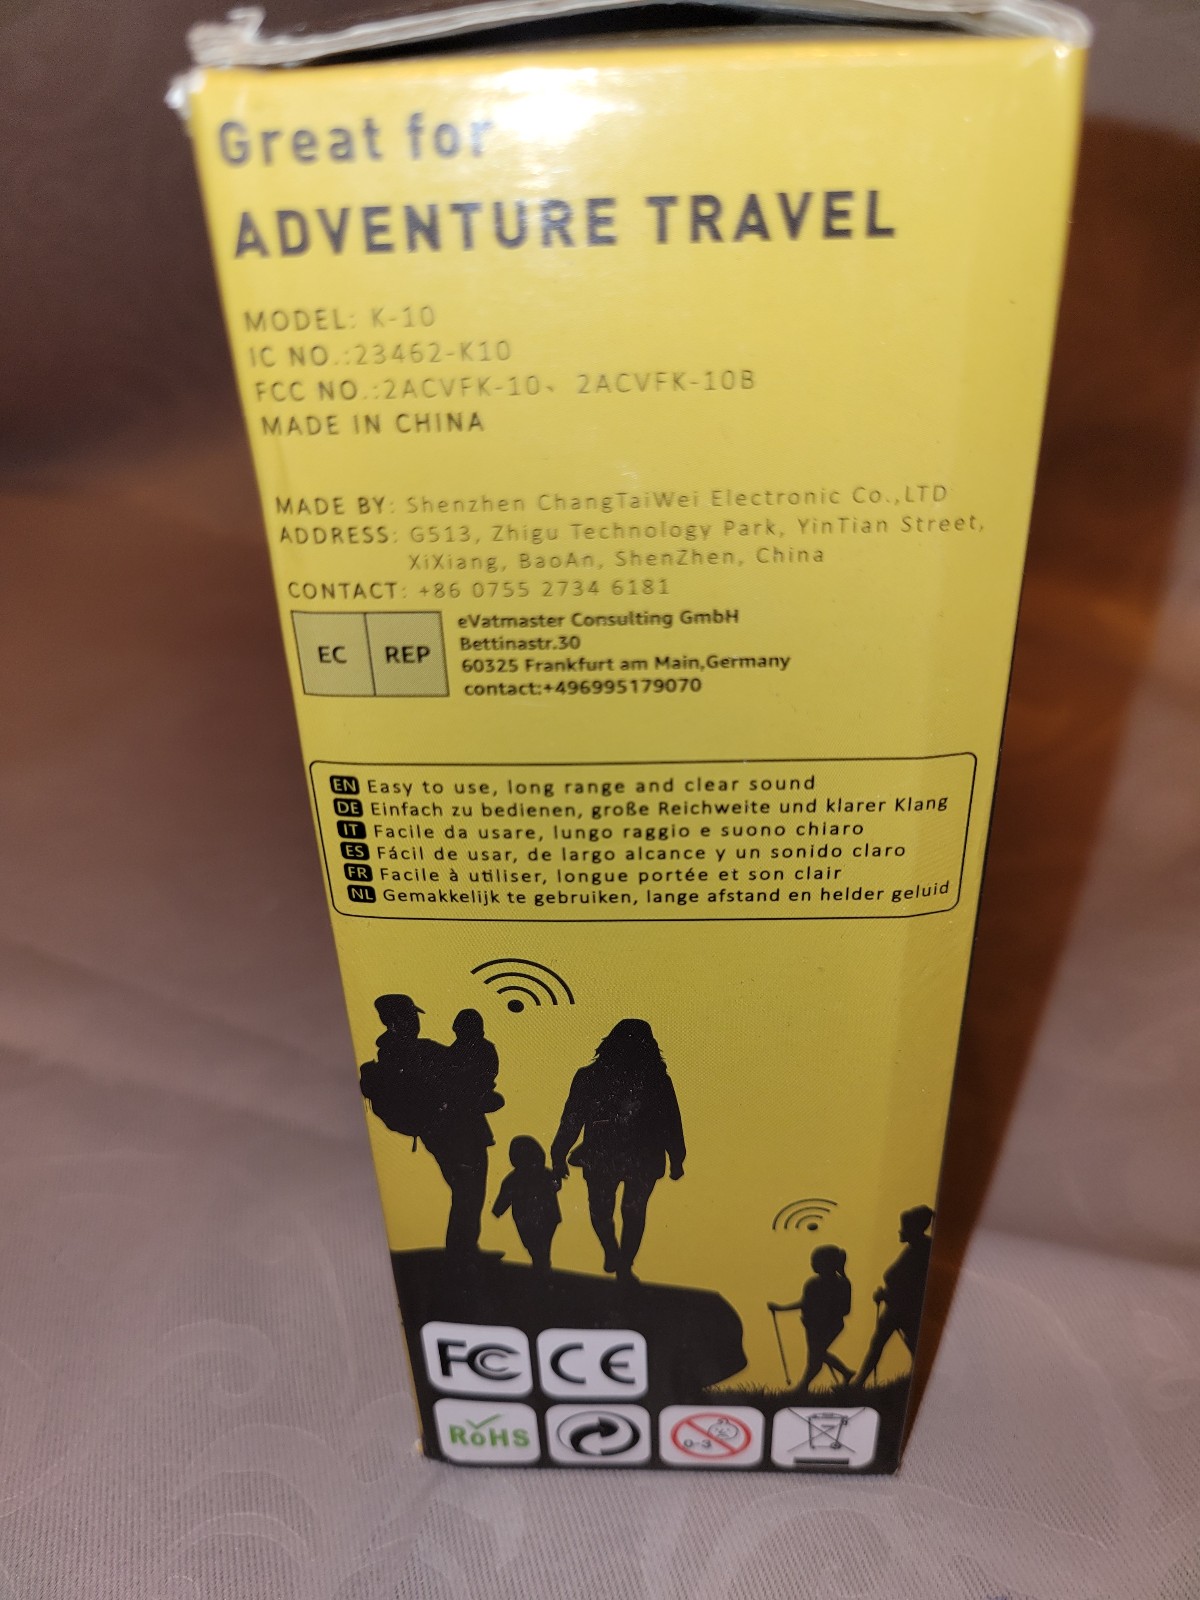 Great for
ADVENTURE TRAVEL
MODEL: K-10
IC NO.:23462-K10
FCC NO.:2ACVFK-10、2ACVFK-10B
MADE IN CHINA
MADE BY: Shenzhen ChangTaiWei Electronic Co.,LTD
ADDRESS: G513, Zhigu Technology Park, YinTian Street,
XiXiang, BaoAn, ShenZhen, China
CONTACT: +86 0755 2734 6181
EC REP
eVatmaster Consulting GmbH
Bettinastr.30
60325 Frankfurt am Main,Germany
contact:+496995179070
EN Easy to use, long range and clear sound
DE Einfach zu bedienen, große Reichweite und klarer Klang
IT Facile da usare, lungo raggio e suono chiaro
ES Fácil de usar, de largo alcance y un sonido claro
FR Facile à utiliser, longue portée et son clair
NL Gemakkelijk te gebruiken, lange afstand en helder geluid
FC CE
RoHS 0-3